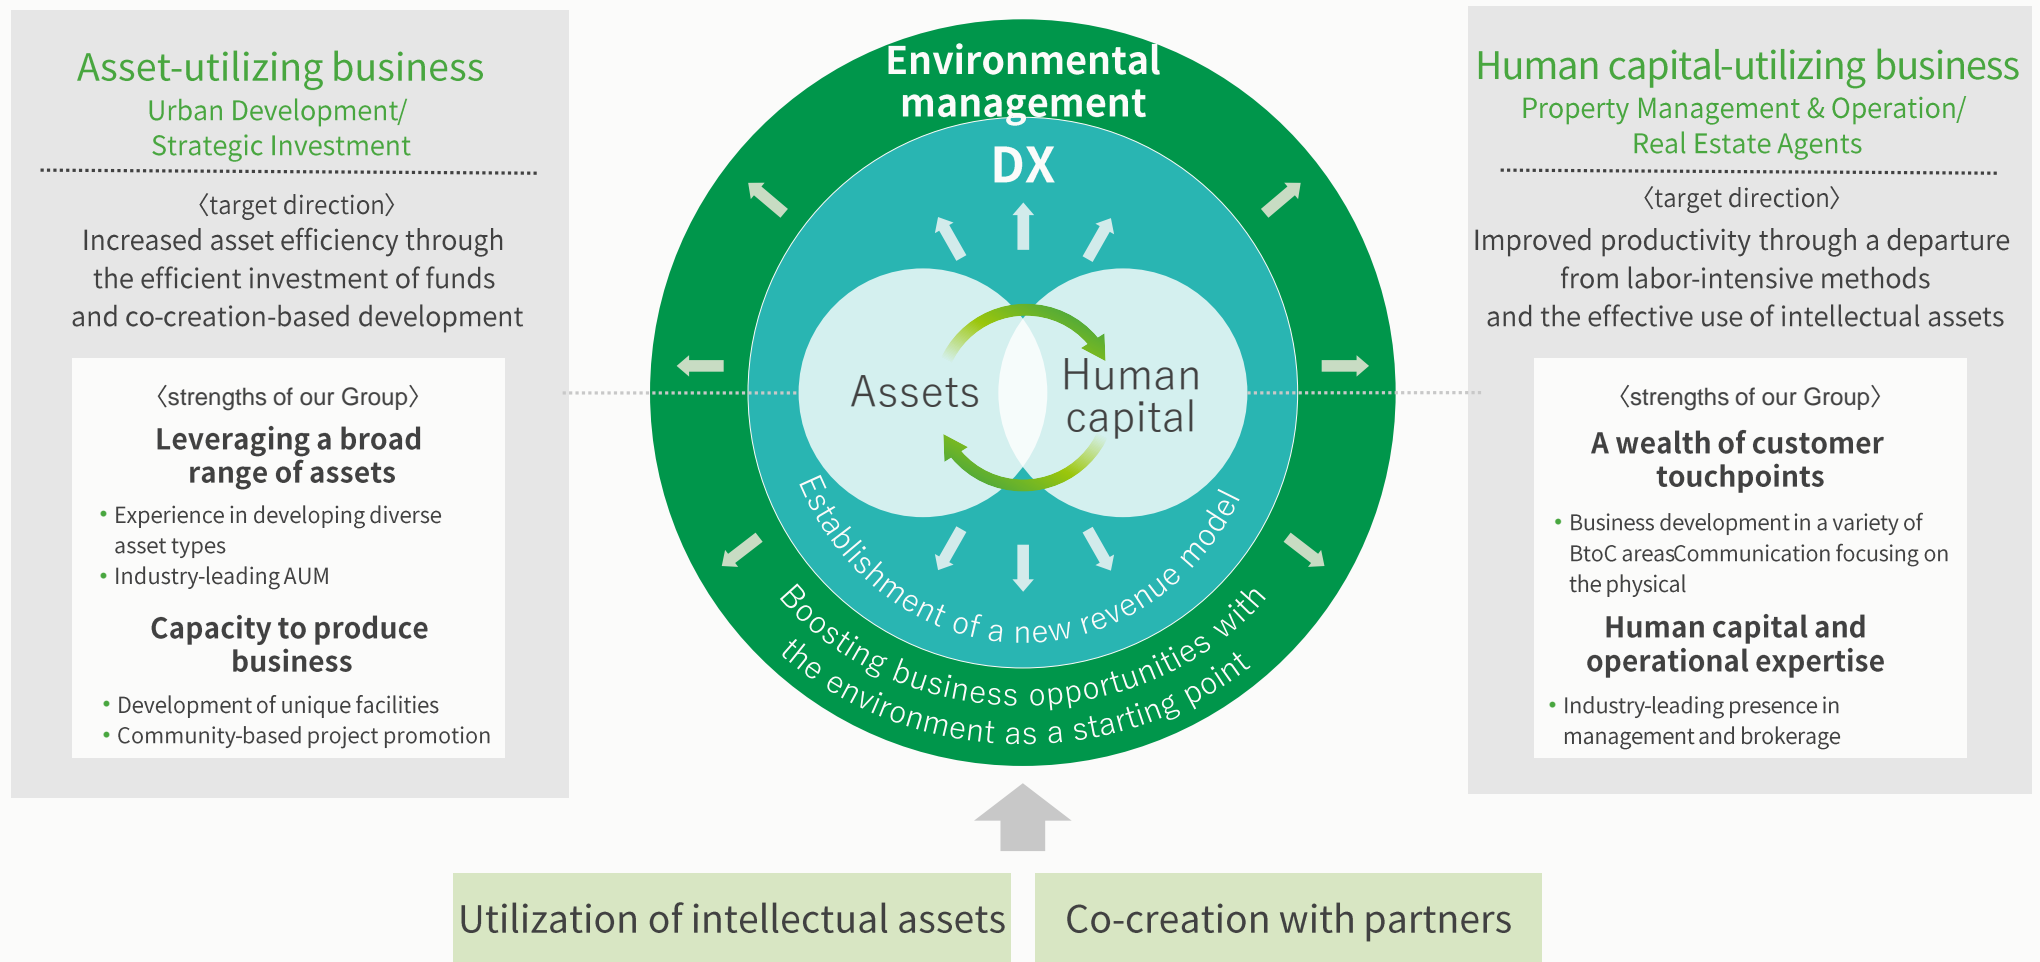 Asset-utilizing business
Urban Development/
Strategic Investment
〈target direction〉
Increased asset efficiency through
the efficient investment of funds
and co-creation-based development
〈strengths of our Group〉
Leveraging a broad
range of assets
• Experience in developing diverse
asset types
• Industry-leading AUM
Capacity to produce
business
• Development of unique facilities
• Community-based project promotion
Environmental
management
DX
Assets
Human
capital
Establishment of a new revenue model
Boosting business opportunities with
the environment as a starting point
Human capital-utilizing business
Property Management & Operation/
Real Estate Agents
〈target direction〉
Improved productivity through a departure
from labor-intensive methods
and the effective use of intellectual assets
〈strengths of our Group〉
A wealth of customer
touchpoints
• Business development in a variety of
BtoC areasCommunication focusing on
the physical
Human capital and
operational expertise
• Industry-leading presence in
management and brokerage
Utilization of intellectual assets
Co-creation with partners